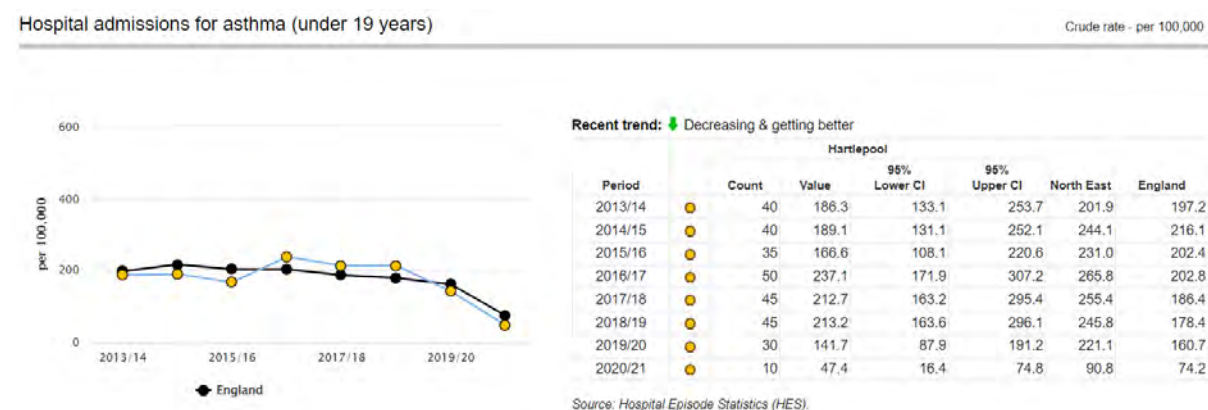 Hospital admissions for asthma (under 19 years)
Crude rate - per 100,000
600
400
200
0
per 100,000
2013/14 2015/16 2017/18 2019/20
England
Recent trend: Decreasing & getting better
Hartlepool
Period Count Value 95% Lower CI 95% Upper CI North East England
2013/14 40 186.3 133.1 253.7 201.9 197.2
2014/15 40 189.1 131.1 252.1 244.1 216.1
2015/16 35 166.6 108.1 220.6 231.0 202.4
2016/17 50 237.1 171.9 307.2 265.8 202.8
2017/18 45 212.7 163.2 295.4 255.4 186.4
2018/19 45 213.2 163.6 296.1 245.8 178.4
2019/20 30 141.7 87.9 191.2 221.1 160.7
2020/21 10 47.4 16.4 74.8 90.8 74.2
Source: Hospital Episode Statistics (HES).